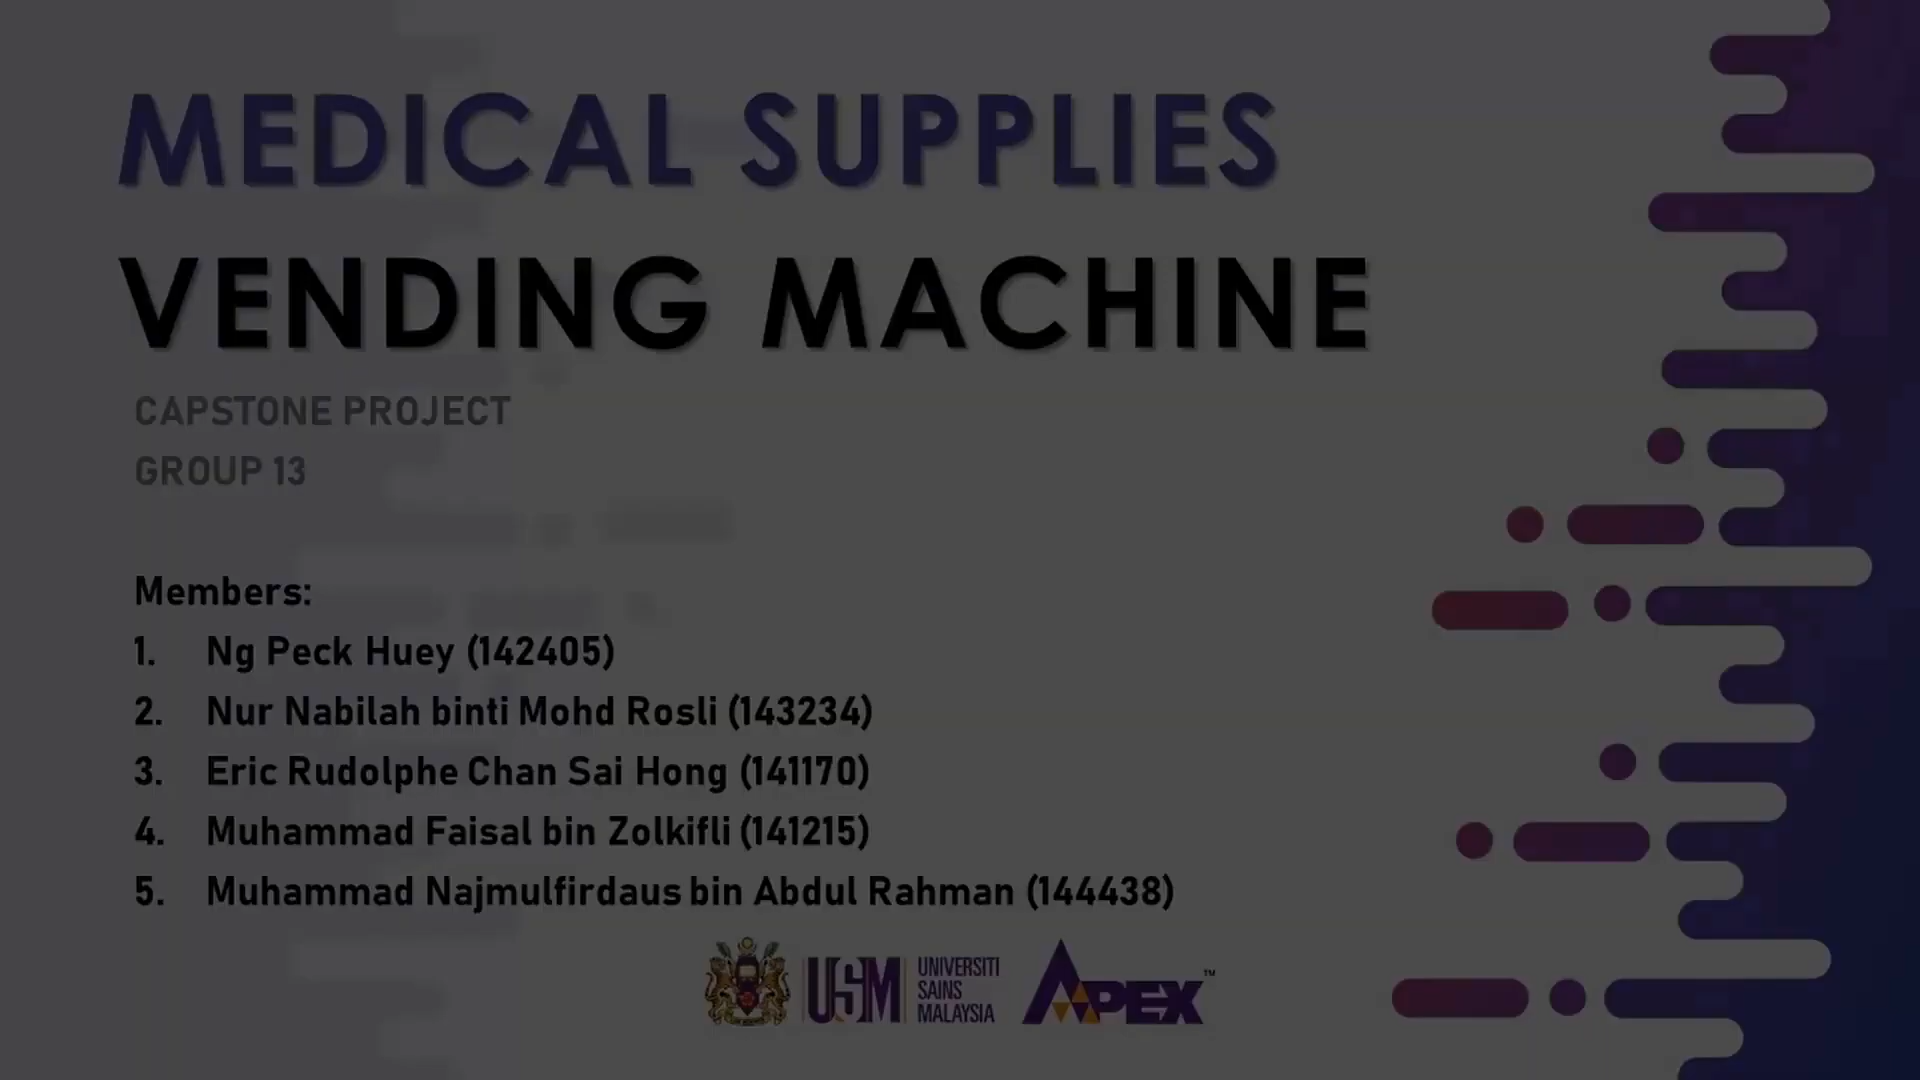 MEDICAL SUPPLIES
VENDING MACHINE
CAPSTONE PROJECT
GROUP 13
Members:
1. Ng Peck Huey (142405)
2. Nur Nabilah binti Mohd Rosli (143234)
3. Eric Rudolphe Chan Sai Hong (141170)
4. Muhammad Faisal bin Zolkifli (141215)
5. Muhammad Najmulfirdaus bin Abdul Rahman (144438)
USM
UNIVERSITI
SAINS
MALAYSIA
APEX™